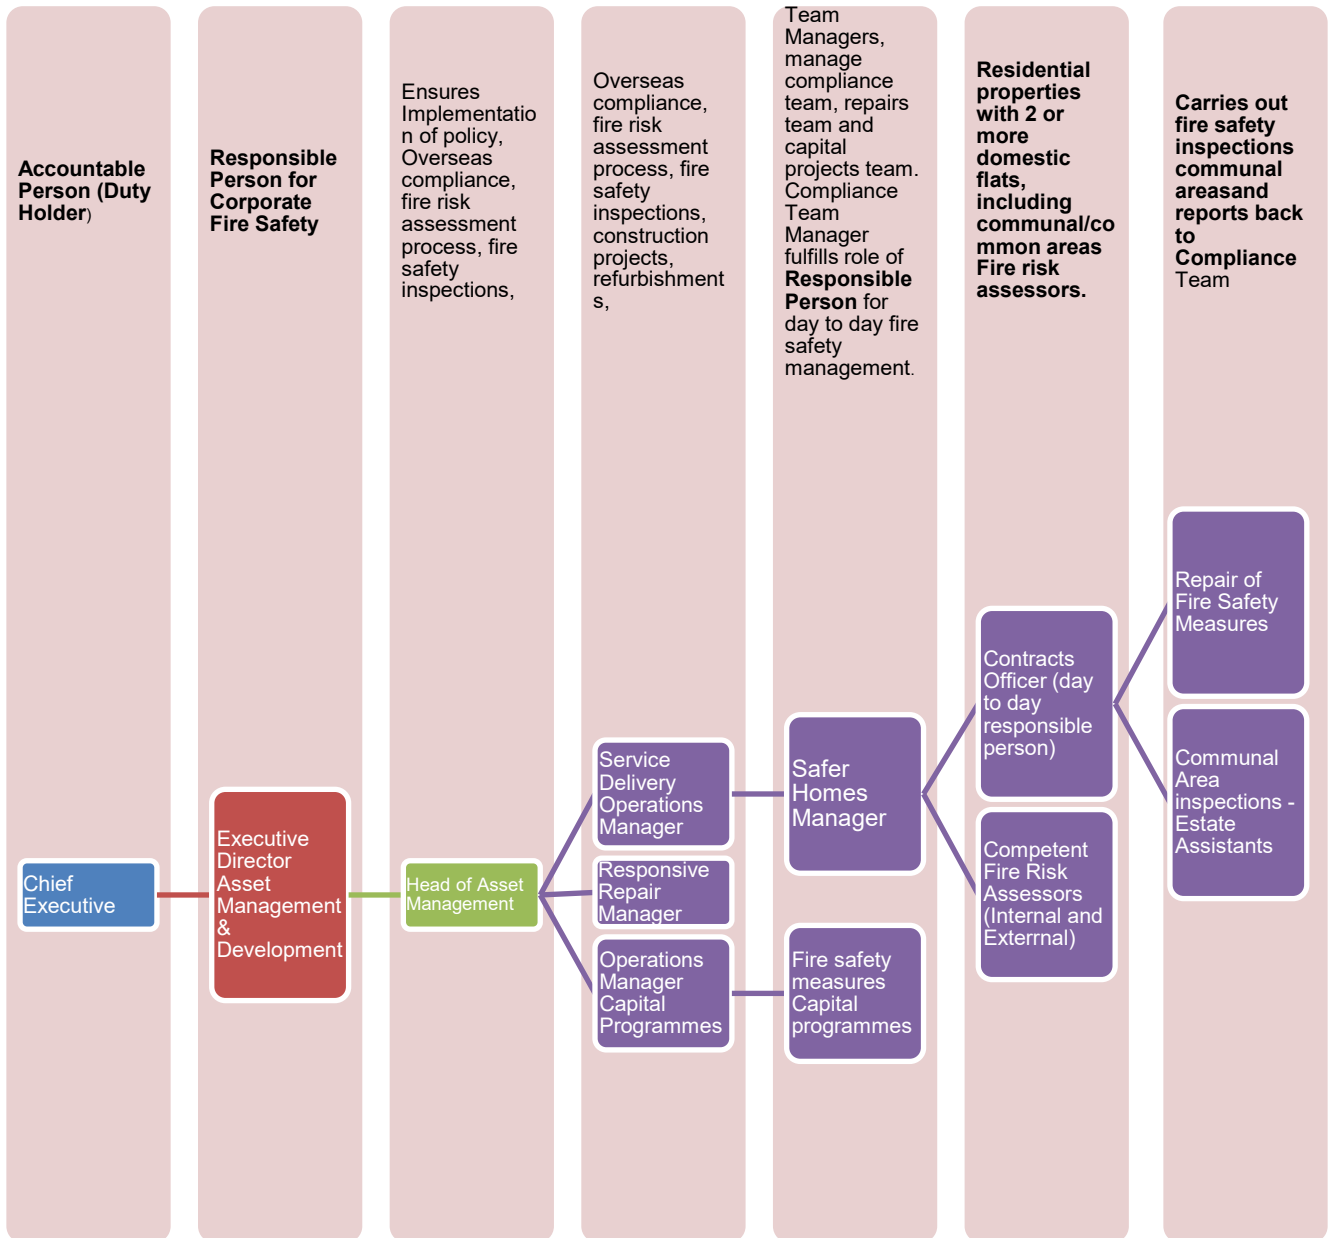 Accountable
Person (Duty
Holder)
Responsible
Person for
Corporate
Fire Safety
Ensures
Implementatio
n of policy,
Overseas
compliance,
fire risk
assessment
process, fire
safety
inspections,
Overseas
compliance,
fire risk
assessment
process, fire
safety
inspections,
construction
projects,
refurbishment
s,
Team
Managers,
manage
compliance
team, repairs
team and
capital
projects team.
Compliance
Team
Manager
fulfills role of
Responsible
Person for
day to day fire
safety
management.
Residential
properties
with 2 or
more
domestic
flats,
including
communal/co
mmon areas
Fire risk
assessors.
Carries out
fire safety
inspections
communal
areasand
reports back
to
Compliance
Team
Chief
Executive
Executive
Director
Asset
Management
&
Development
Head of Asset
Management
Service
Delivery
Operations
Manager
Responsive
Repair
Manager
Operations
Manager
Capital
Programmes
Safer
Homes
Manager
Fire safety
measures
Capital
programmes
Contracts
Officer (day
to day
responsible
person)
Competent
Fire Risk
Assessors
(Internal and
Exterrnal)
Repair of
Fire Safety
Measures
Communal
Area
inspections -
Estate
Assistants